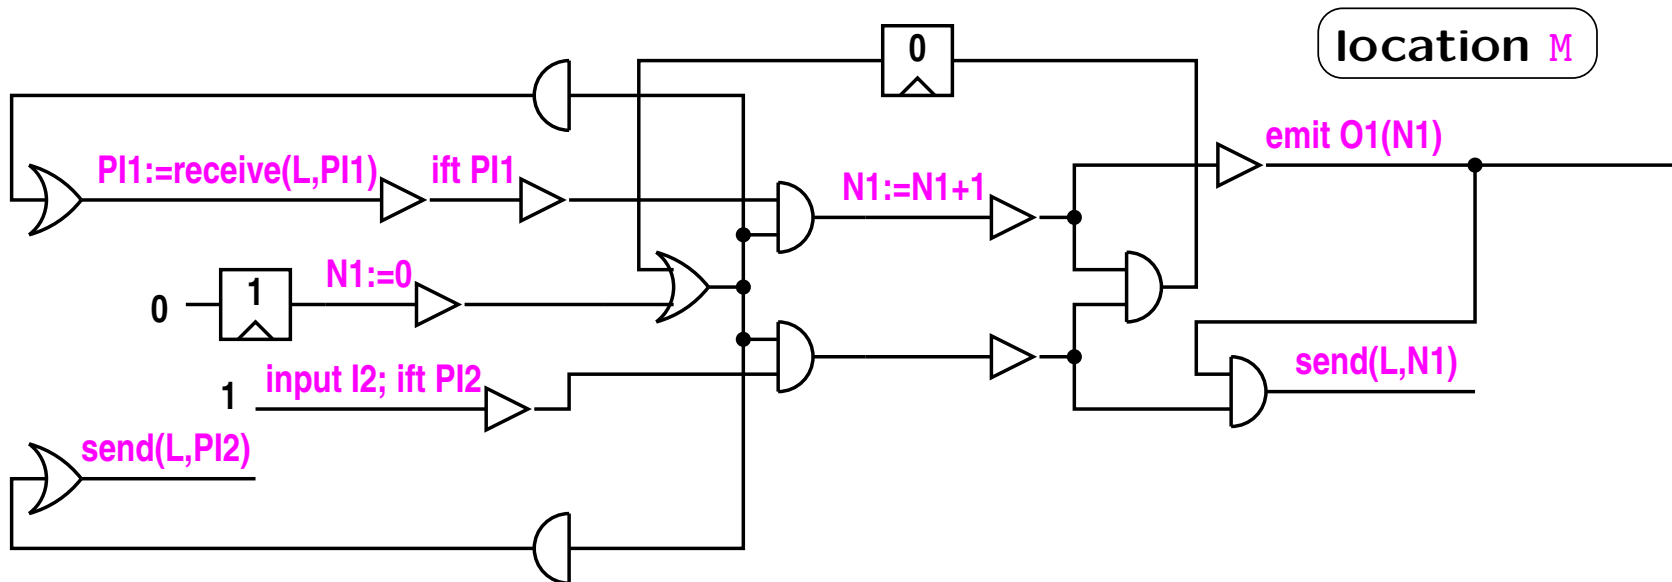 location M
0
emit O1(N1)
PI1:=receive(L,PI1)
ift PI1
N1:=N1+1
N1:=0
1
0
input I2; ift PI2
1
send(L,N1)
send(L,PI2)